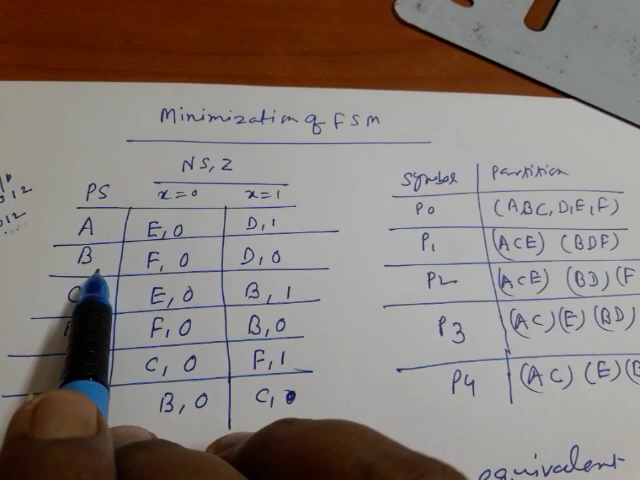 Minimization of FSM
NS, Z
PS x=0 x=1
A E, 0 D, 1
B F, 0 D, 0
E, 0 B, 1
F, 0 B, 0
C, 0 F, 1
B, 0 C, 0
Symbol Partition
P0 (ABC, D, E, F)
P1 (ACE) (BDF)
P2 (ACE) (BD) (F
P3 (AC) (E) (BD)
P4 (AC) (E) (B
equivalent